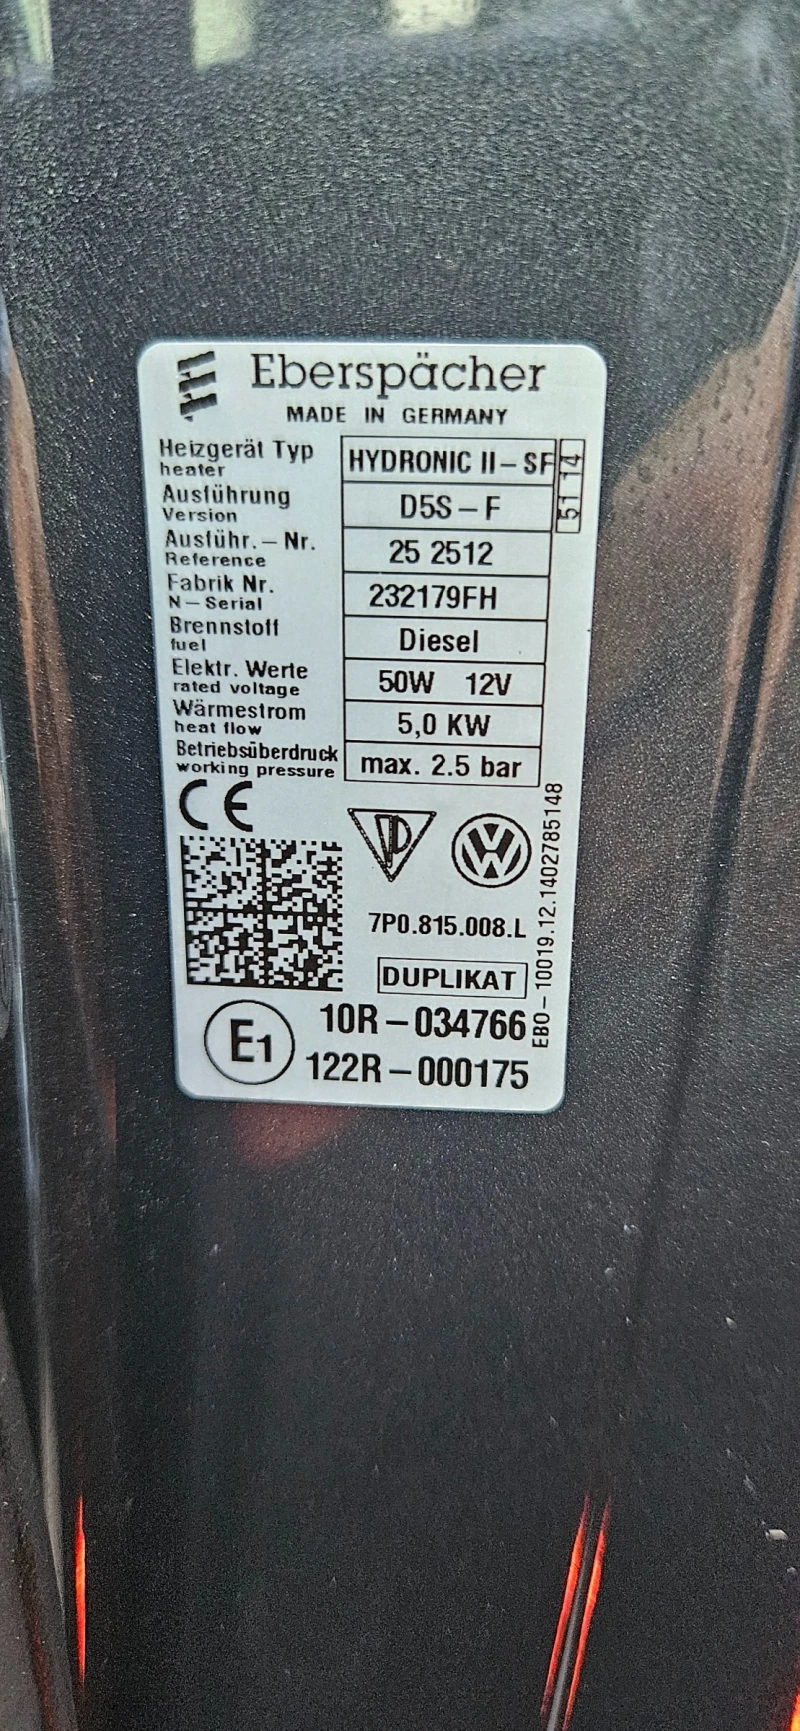 Eberspächer
MADE IN GERMANY
Heizgerät Typ
heater
HYDRONIC II – SF
51 14
Ausführung
Version
D5S – F
Ausführ. – Nr.
Reference
25 2512
Fabrik Nr.
N – Serial
232179FH
Brennstoff
fuel
Diesel
Elektr. Werte
rated voltage
50W 12V
Wärmestrom
heat flow
5,0 KW
Betriebsüberdruck
working pressure
max. 2.5 bar
CE
VW
7P0.815.008.L
DUPLIKAT
EBO – 10019.12.1402785148
E1
10R – 034766
122R – 000175